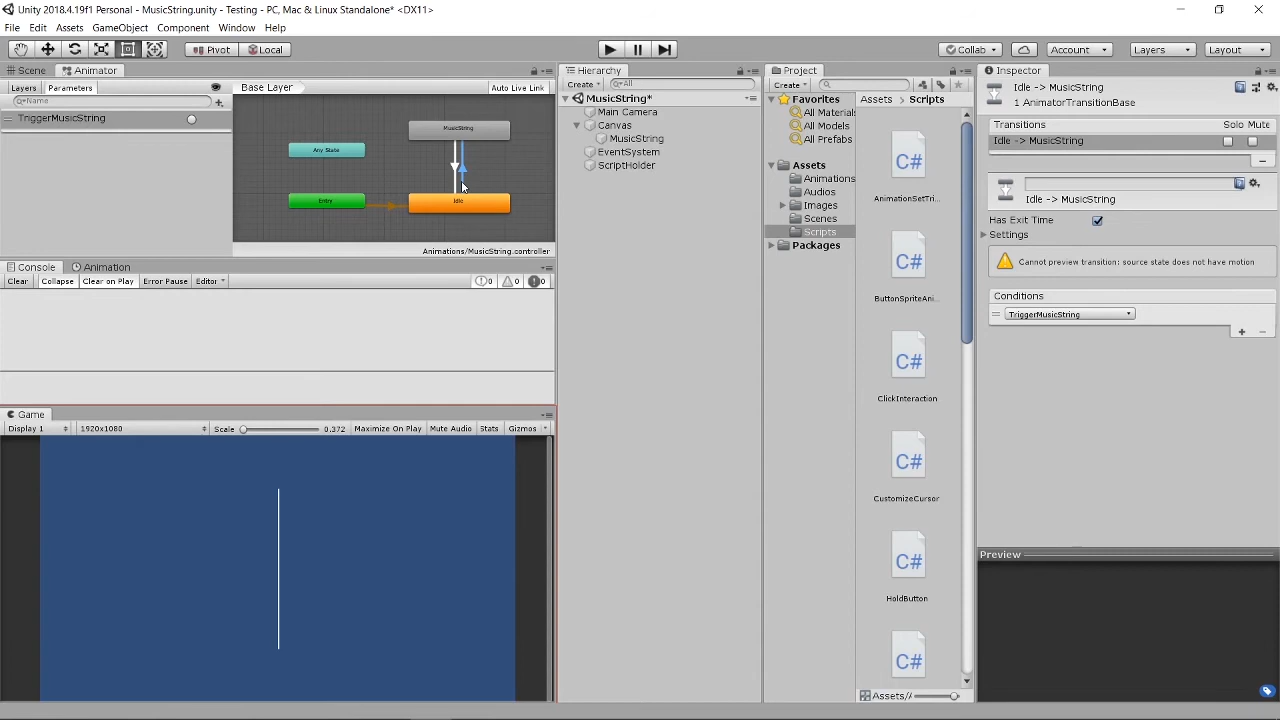 Unity 2018.4.19f1 Personal - MusicString.unity - Testing - PC, Mac & Linux Standalone* <DX11>
File Edit Assets GameObject Component Window Help
Pivot Local Collab Account Layers Layout
Scene Animator
Layers Parameters Base Layer Auto Live Link
Name
TriggerMusicString
MusicString
Any State
Entry
Idle
Animations/MusicString.controller
Console Animation
Clear Collapse Clear on Play Error Pause Editor 0 0 0
Game
Display 1 1920x1080 Scale 0.372 Maximize On Play Mute Audio Stats Gizmos
Hierarchy
Create All
MusicString*
Main Camera
Canvas
MusicString
EventSystem
ScriptHolder
Project
Create
Favorites
All Materials
All Models
All Prefabs
Assets
Animations
Audios
Images
Scenes
Scripts
Packages
Assets Scripts
C#
AnimationSetTri...
C#
ButtonSpriteAni...
C#
ClickInteraction
C#
CustomizeCursor
C#
HoldButton
C#
Assets/
Inspector
Idle -> MusicString
1 AnimatorTransitionBase
Transitions Solo Mute
Idle -> MusicString
Idle -> MusicString
Has Exit Time
Settings
Cannot preview transition: source state does not have motion
Conditions
TriggerMusicString
Preview